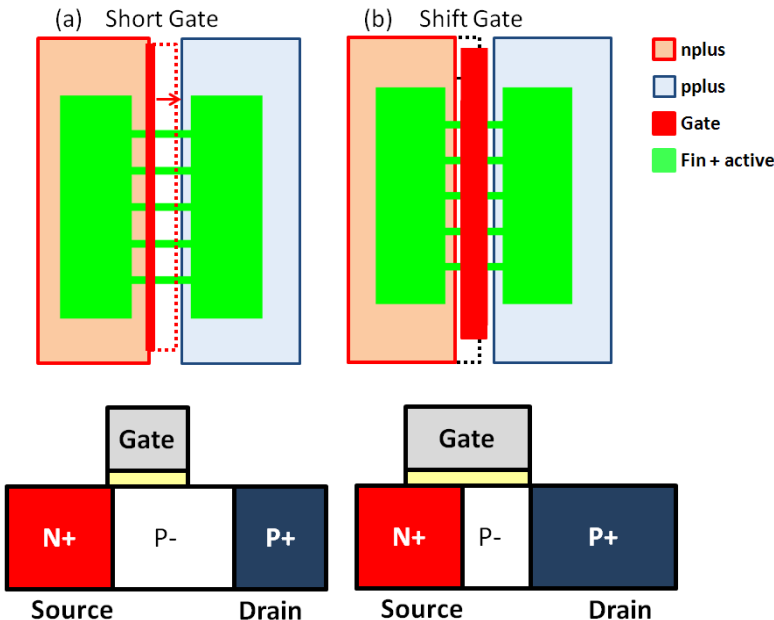 (a) Short Gate
(b) Shift Gate
nplus
pplus
Gate
Fin + active
Gate
N+ P- P+
Source Drain
Gate
N+ P- P+
Source Drain